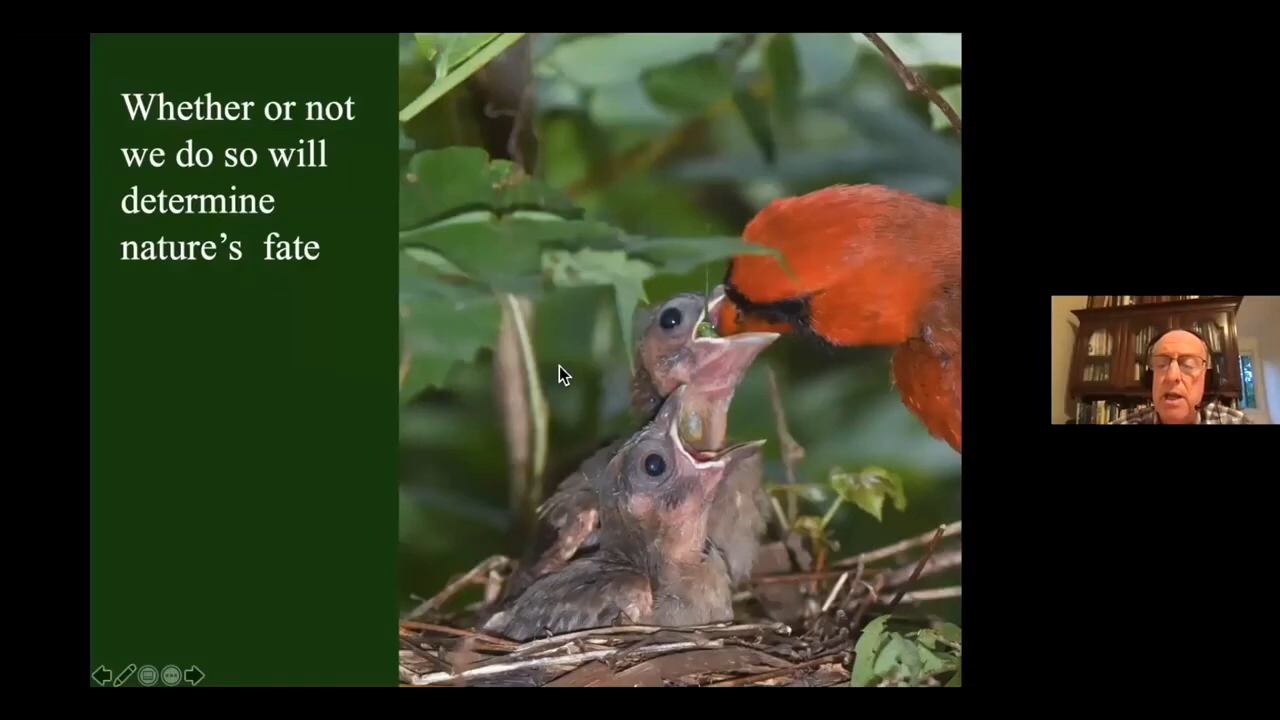 Whether or not
we do so will
determine
nature’s fate